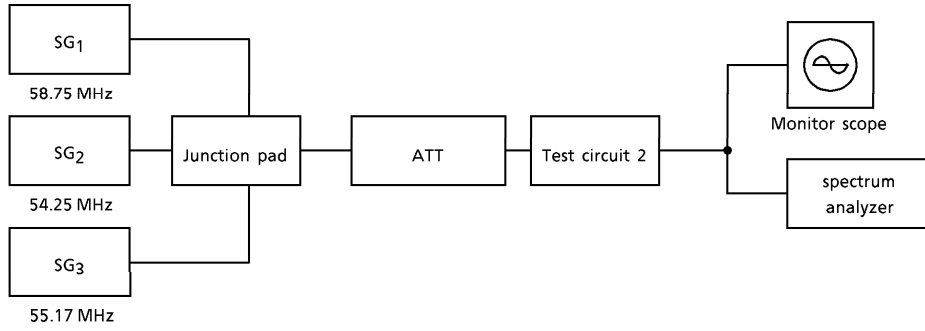 SG1
58.75 MHz
SG2
54.25 MHz
SG3
55.17 MHz
Junction pad
ATT
Test circuit 2
Monitor scope
spectrum
analyzer